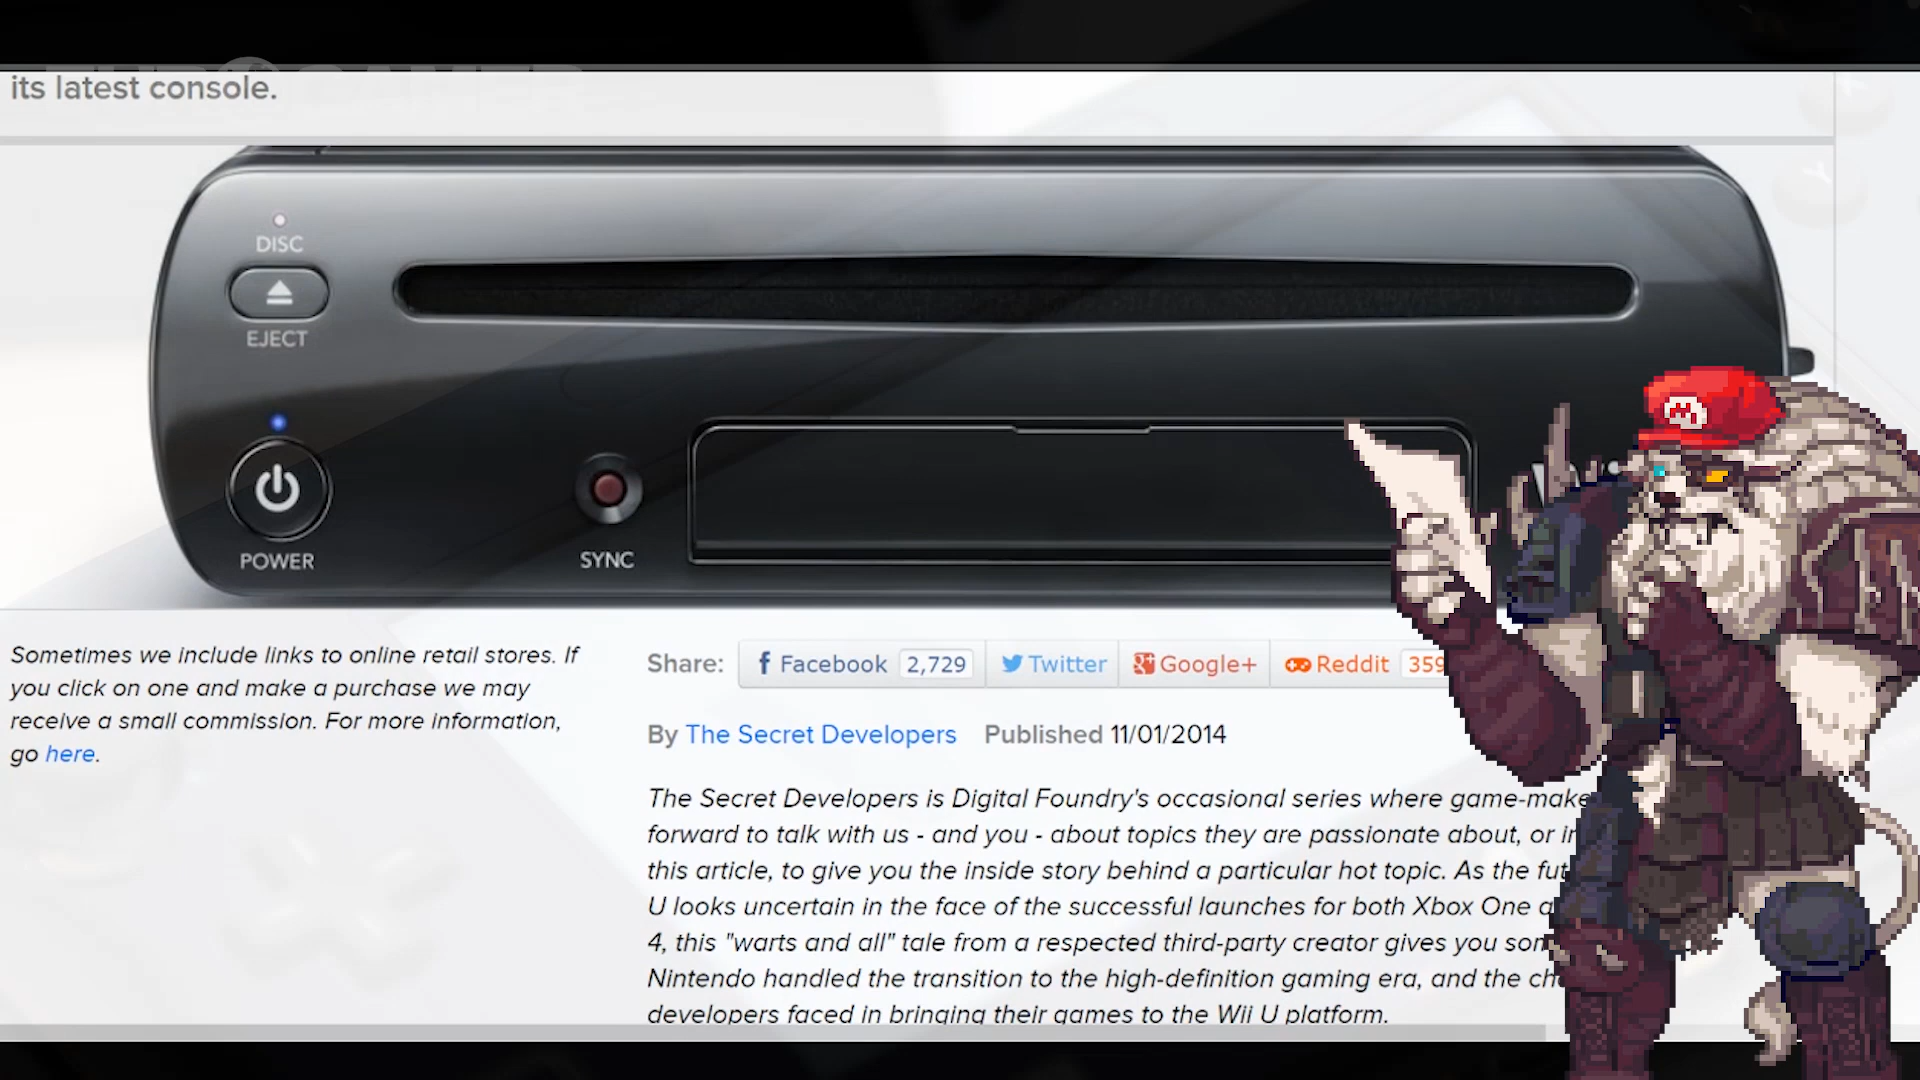 its latest console.
DISC
EJECT
POWER
SYNC
M
Sometimes we include links to online retail stores. If
you click on one and make a purchase we may
receive a small commission. For more information,
go here.
Share: Facebook 2,729 Twitter Google+ Reddit 359
By The Secret Developers Published 11/01/2014
The Secret Developers is Digital Foundry's occasional series where
forward to talk with us - and you - about topics they are passionate about, or
this article, to give you the inside story behind a particular hot topic. As the
U looks uncertain in the face of the successful launches for both Xbox One
4, this "warts and all" tale from a respected third-party creator gives you
Nintendo handled the transition to the high-definition gaming era, and the
developers faced in bringing their games to the Wii U platform.